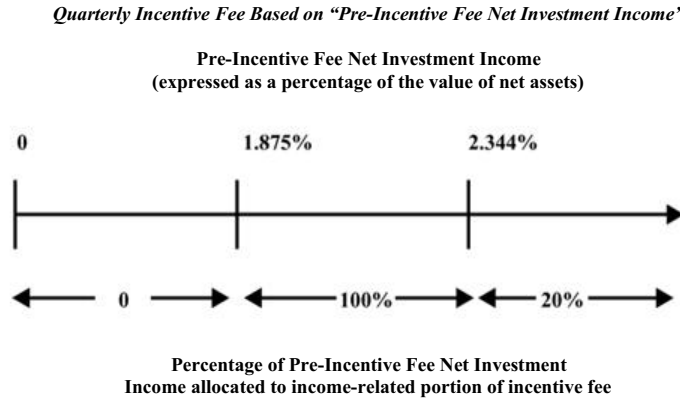 Quarterly Incentive Fee Based on “Pre-Incentive Fee Net Investment Income”
Pre-Incentive Fee Net Investment Income
(expressed as a percentage of the value of net assets)
0 1.875% 2.344%
0 100% 20%
Percentage of Pre-Incentive Fee Net Investment
Income allocated to income-related portion of incentive fee